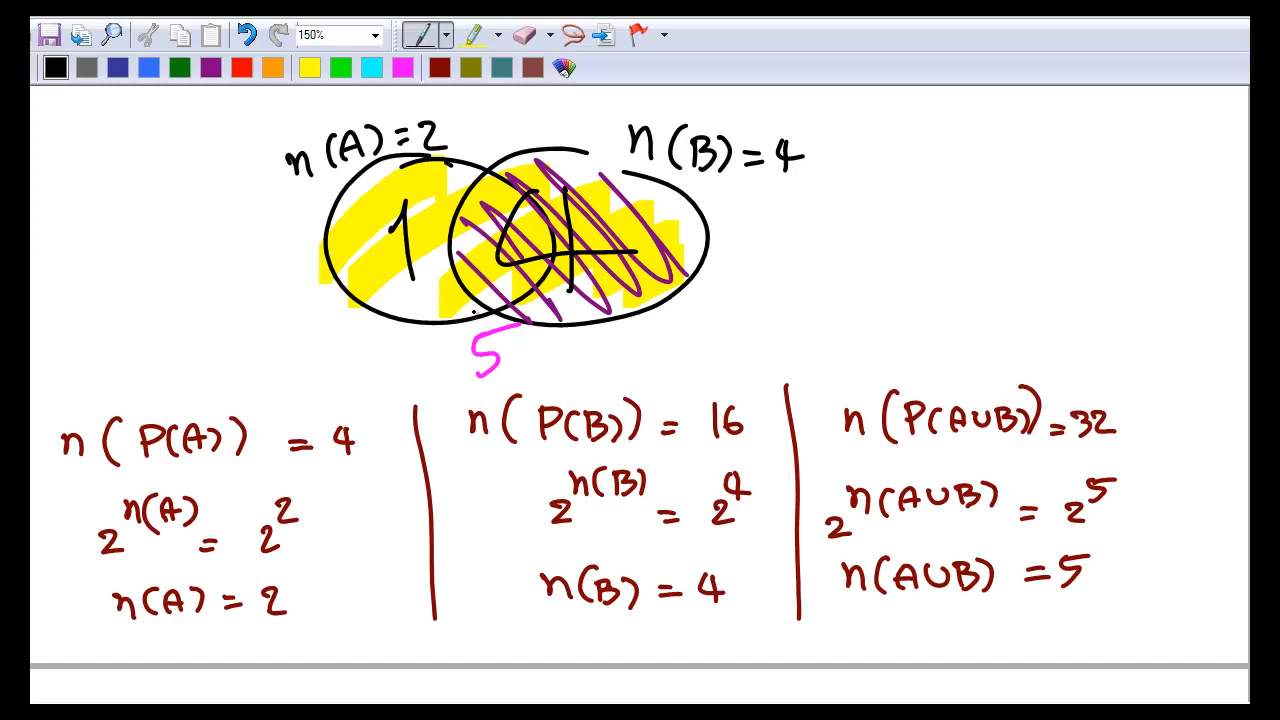 150%
n(A)=2
n(B)=4
1
4
5
n(P(A)) = 4
2^n(A) = 2^2
n(A) = 2
n(P(B)) = 16
2^n(B) = 2^4
n(B) = 4
n(P(A∪B)) = 32
2^n(A∪B) = 2^5
n(A∪B) = 5